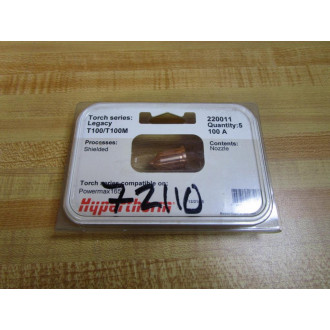 Torch series:
Legacy
T100/T100M
220011
Quantity:5
100 A
Processes:
Shielded
Contents:
Nozzle
Torch series compatible on:
Powermax
72110
Hypertherm